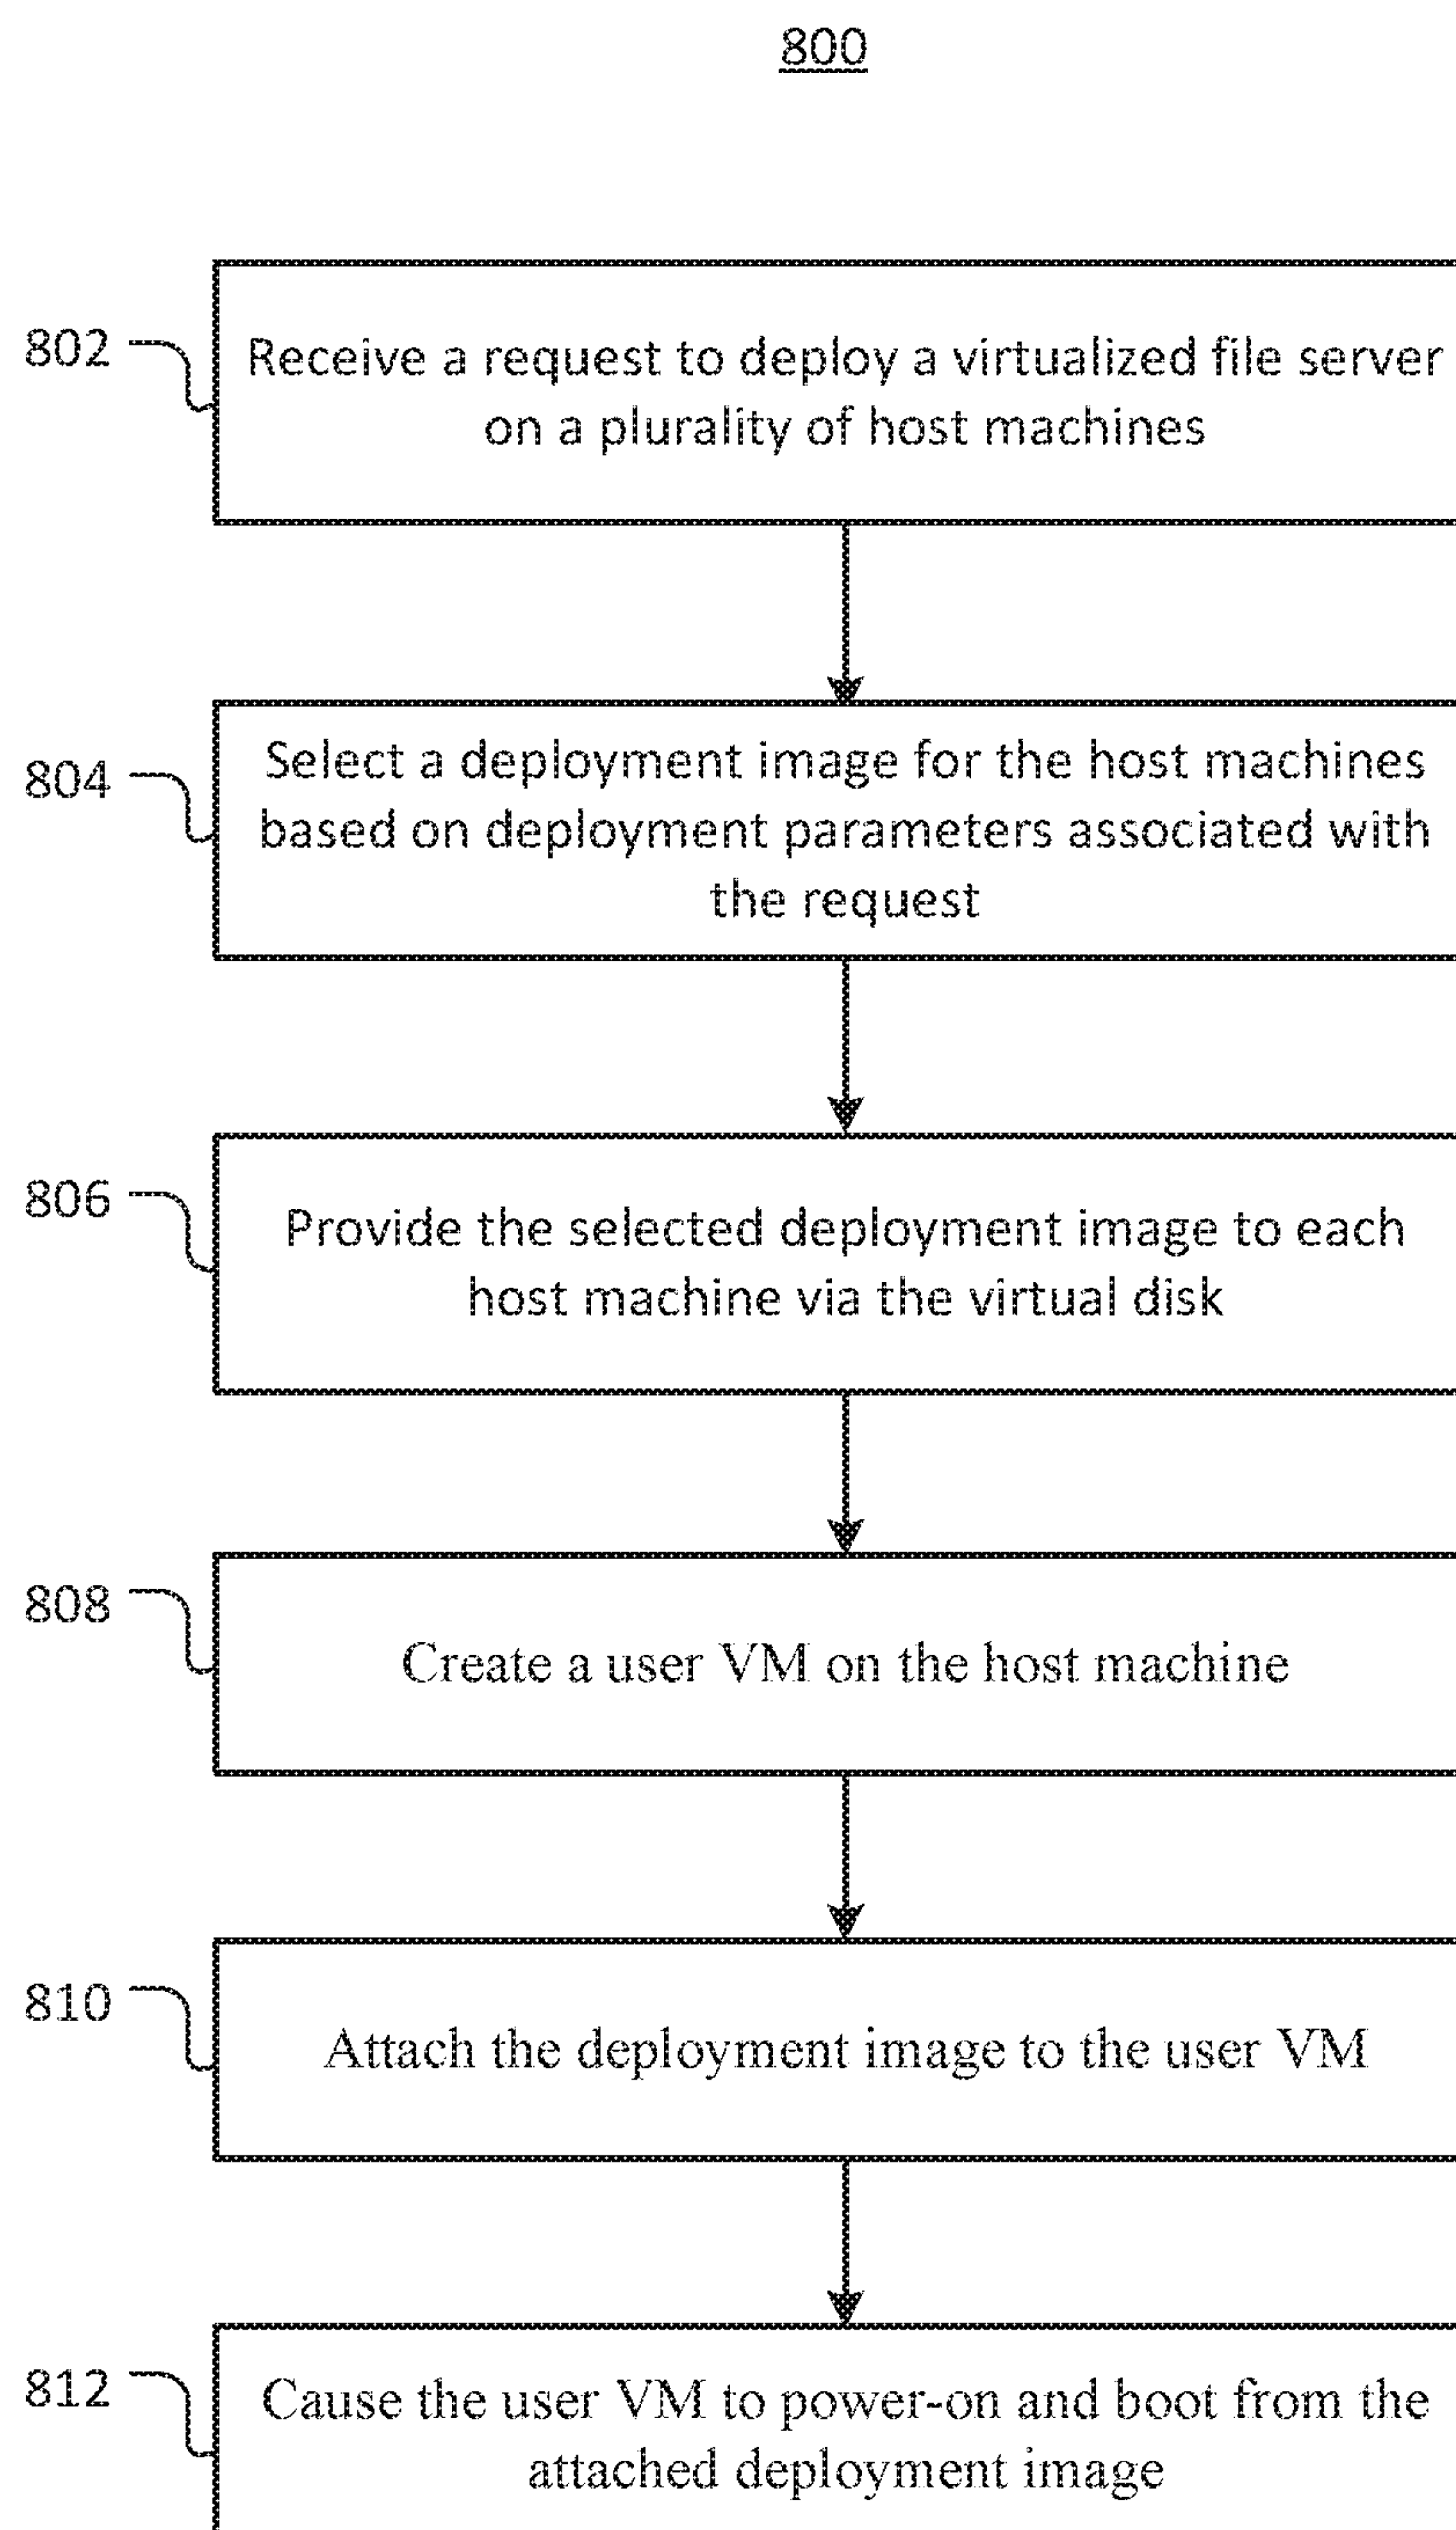 800
802
Receive a request to deploy a virtualized file server
on a plurality of host machines
804
Select a deployment image for the host machines
based on deployment parameters associated with
the request
806
Provide the selected deployment image to each
host machine via the virtual disk
808
Create a user VM on the host machine
810
Attach the deployment image to the user VM
812
Cause the user VM to power-on and boot from the
attached deployment image